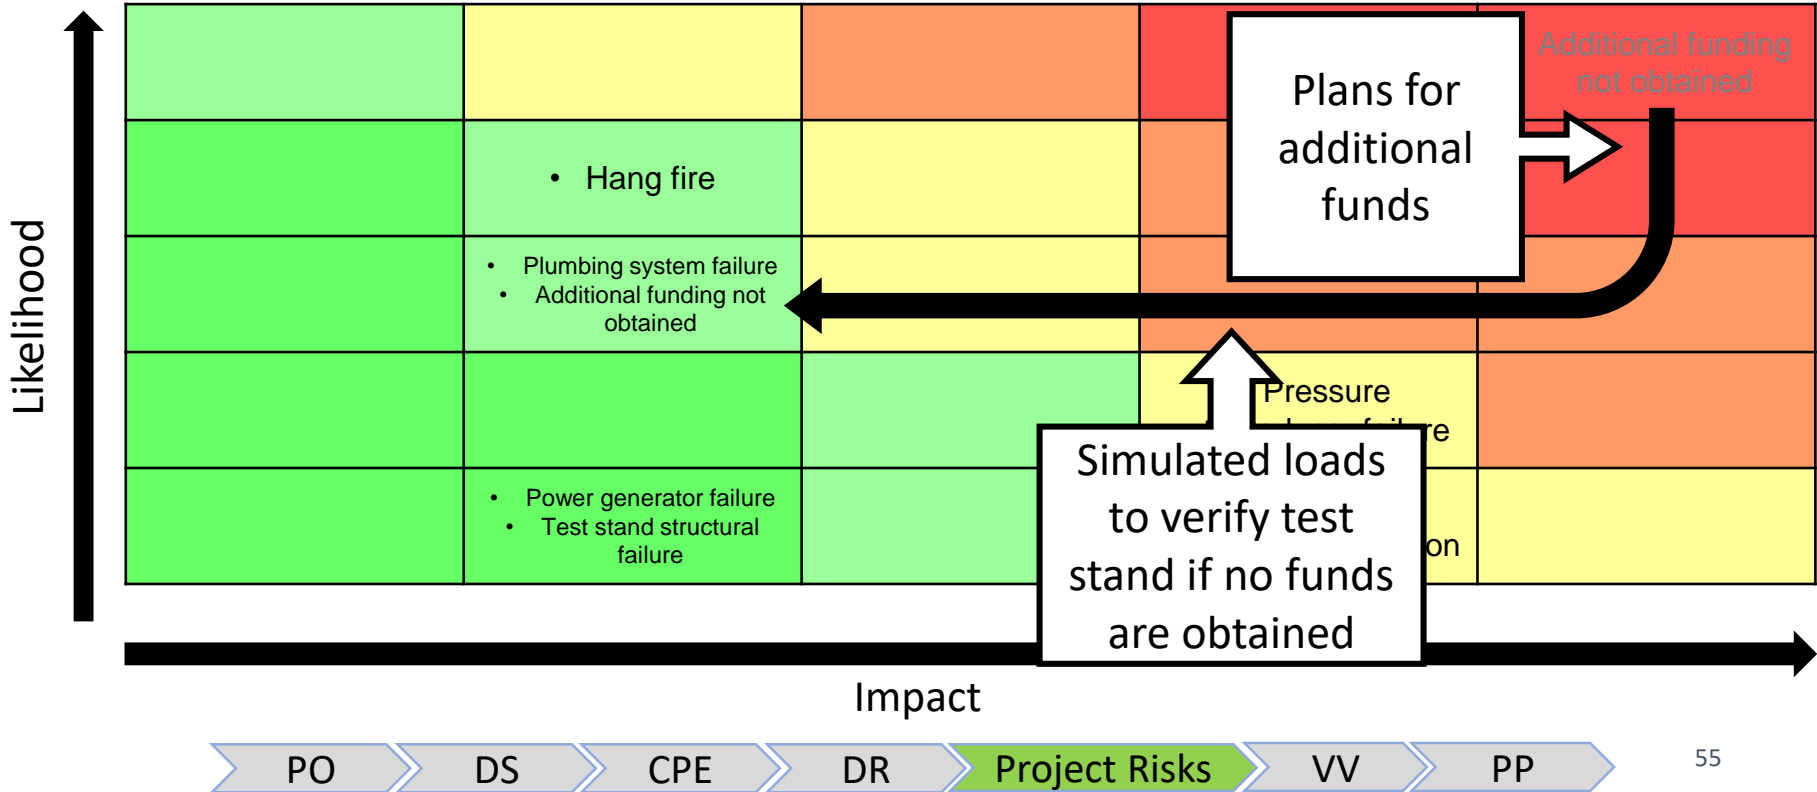 Additional funding
not obtained
Plans for
additional
funds
• Hang fire
Likelihood
• Plumbing system failure
• Additional funding not
obtained
Pressure
Simulated loads
to verify test
stand if no funds
are obtained
• Power generator failure
• Test stand structural
failure
Impact
PO
DS
CPE
DR
Project Risks
VV
PP
55